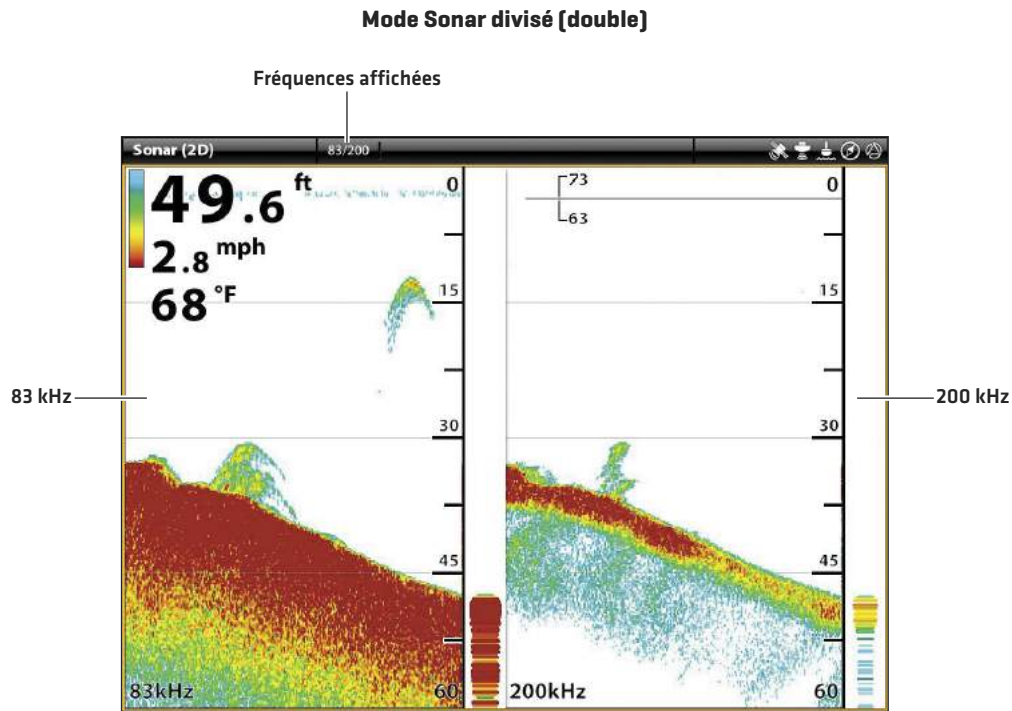 Mode Sonar divisé (double)
Fréquences affichées
Sonar (2D) 83/200
49.6 ft
2.8 mph
68 °F
0
15
30
45
60
83kHz
73
63
0
15
30
45
60
200kHz
83 kHz
200 kHz